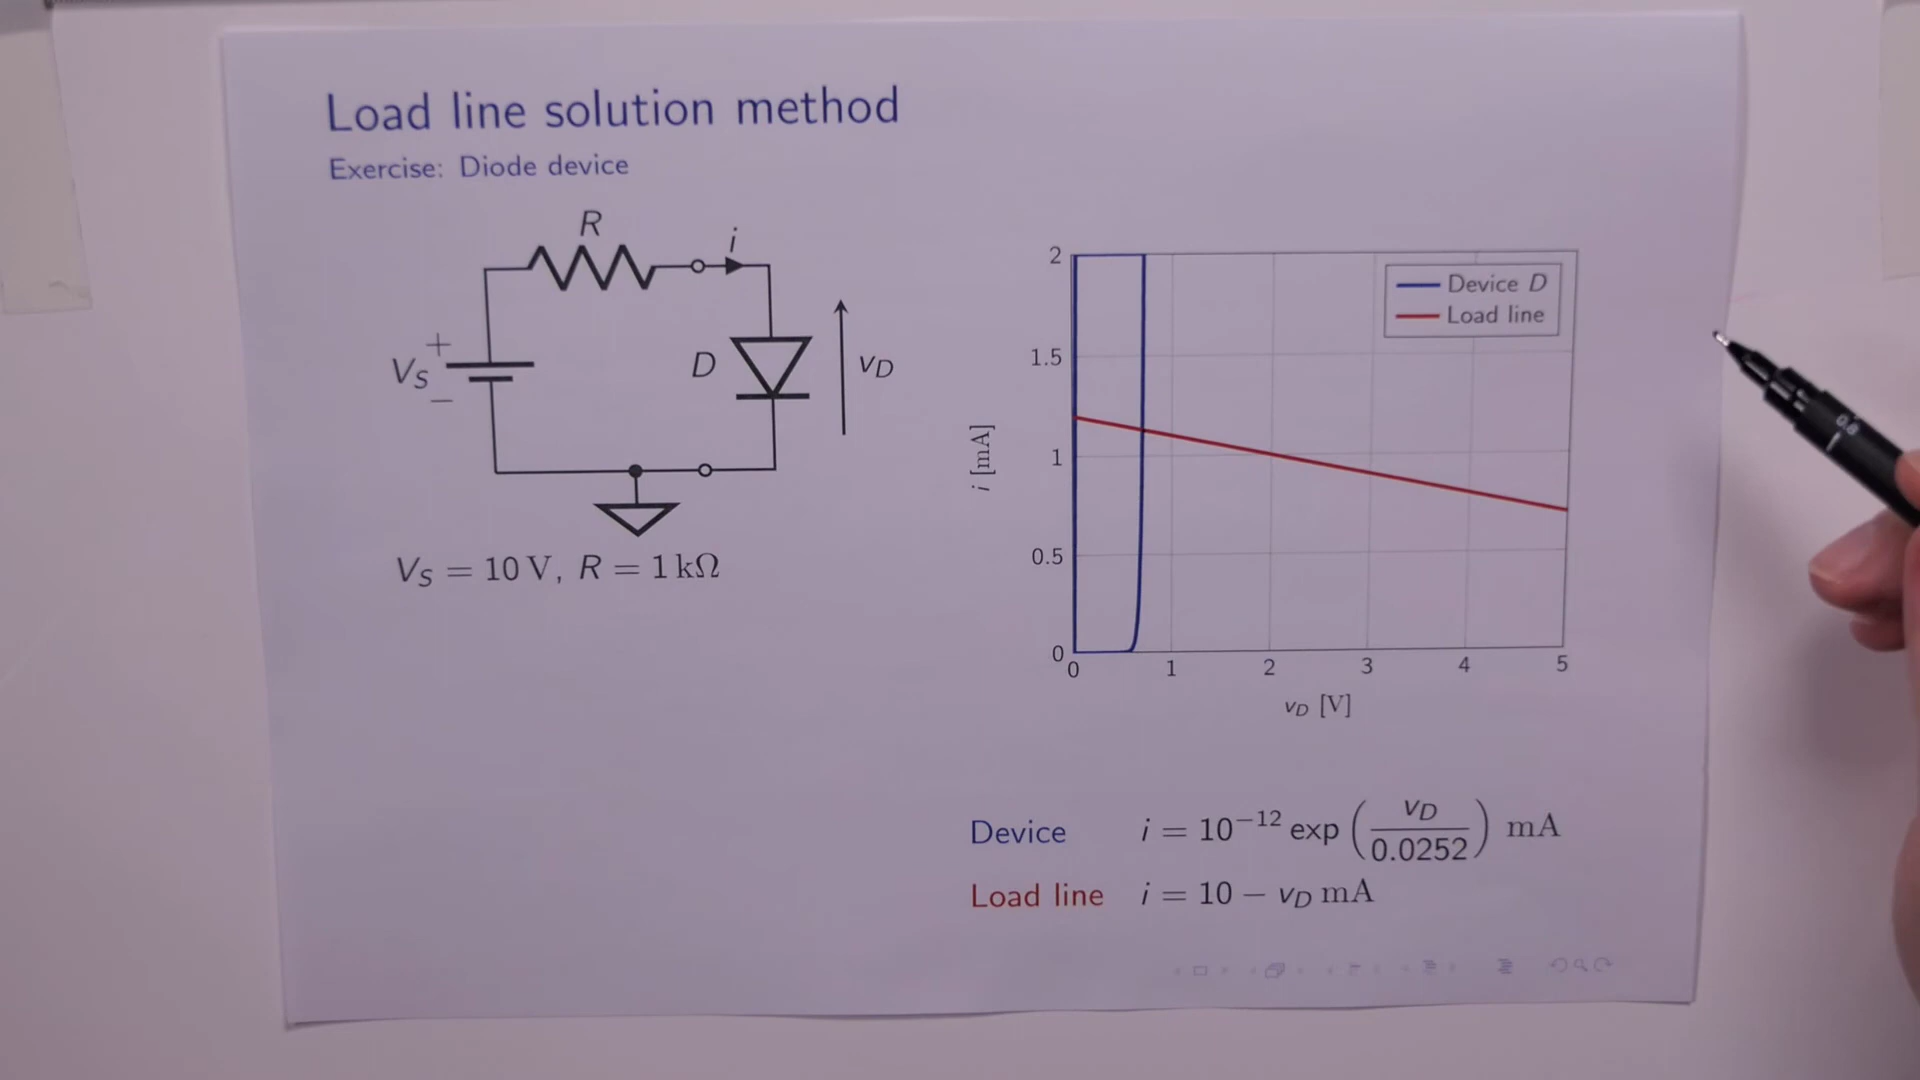 Load line solution method
Exercise: Diode device
R
i
+
V_S
−
D
v_D
V_S = 10 V, R = 1 kΩ
2
1.5
1
0.5
0
i [mA]
0 1 2 3 4 5
v_D [V]
Device D
Load line
Device i = 10^{−12} exp ( v_D / 0.0252 ) mA
Load line i = 10 − v_D mA
0.8